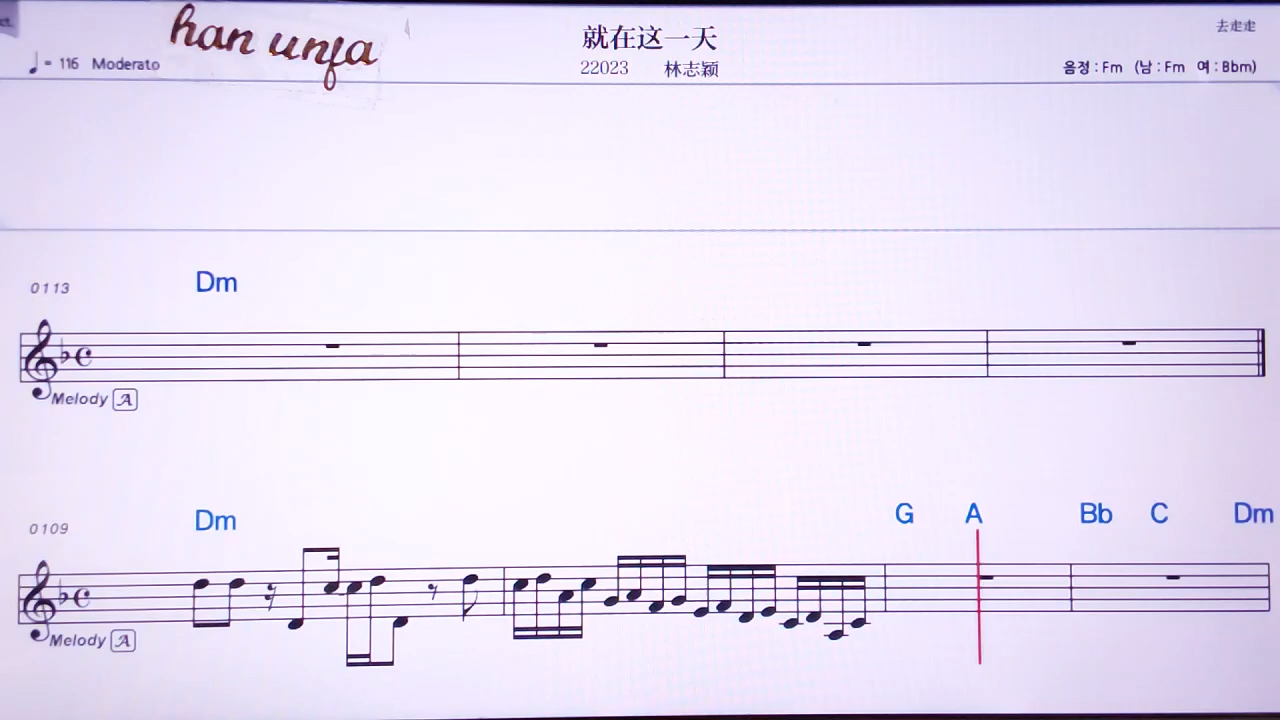 han unfa
就在这一天
去走走
♩= 116 Moderato
22023 林志颖
음정 : Fm (남 : Fm 여 : Bbm)
0113 Dm
Melody A
0109 Dm G A Bb C Dm
Melody A